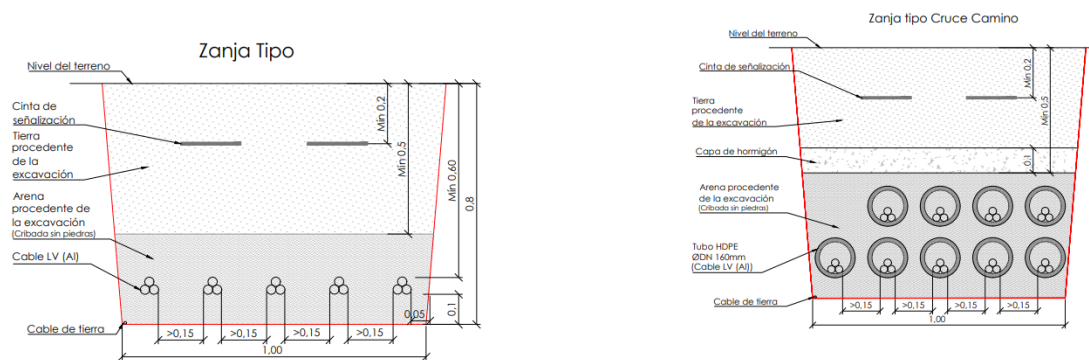 Zanja Tipo
Nivel del terreno
Cinta de
señalización
Tierra
procedente
de la
excavación
Arena
procedente de
la excavación
(Cribada sin piedras)
Cable LV (Al)
Cable de tierra
Mín 0,2
Mín 0,5
Mín 0,60
0,8
0,1
0,05
>0,15
>0,15
>0,15
>0,15
1,00
Zanja tipo Cruce Camino
Nivel del terreno
Cinta de señalización
Tierra
procedente
de la excavación
Capa de hormigón
Arena procedente
de la excavación
(Cribada sin piedras)
Tubo HDPE
ØDN 160mm
(Cable LV (Al))
Cable de tierra
Mín 0,2
Mín 0,5
0,1
>0,15
>0,15
>0,15
>0,15
1,00